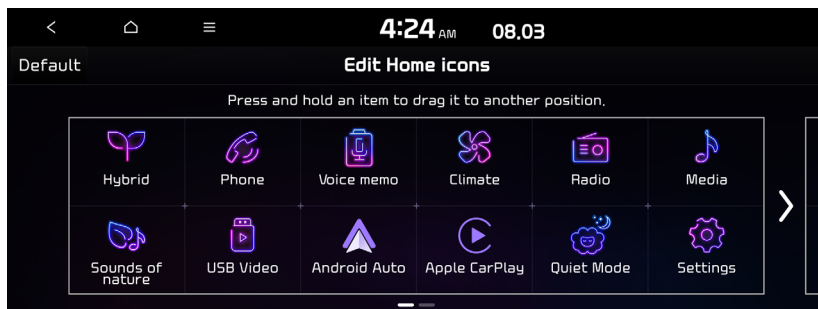 4:24 AM 08.03
Default Edit Home icons
Press and hold an item to drag it to another position.
Hybrid Phone Voice memo Climate Radio Media
Sounds of nature USB Video Android Auto Apple CarPlay Quiet Mode Settings